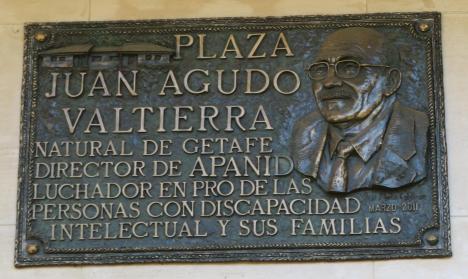 PLAZA
JUAN AGUDO
VALTIERRA
NATURAL DE GETAFE
DIRECTOR DE APANID
LUCHADOR EN PRO DE LAS
PERSONAS CON DISCAPACIDAD
MARZO-2011
INTELECTUAL Y SUS FAMILIAS